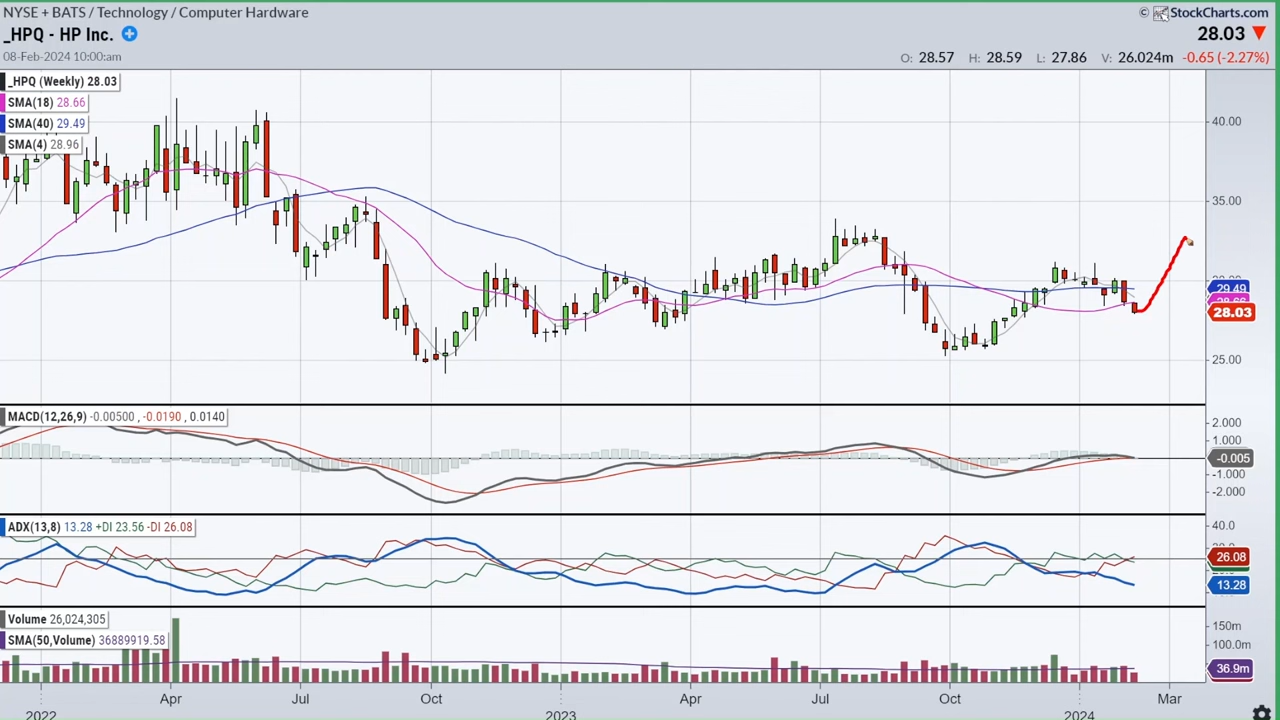 NYSE + BATS / Technology / Computer Hardware
© StockCharts.com
_HPQ - HP Inc.
28.03
08-Feb-2024 10:00:am
O: 28.57 H: 28.59 L: 27.86 V: 26.024m -0.65 (-2.27%)
_HPQ (Weekly) 28.03
SMA(18) 28.66
SMA(40) 29.49
SMA(4) 28.96
40.00
35.00
29.49
28.03
25.00
MACD(12,26,9) -0.00500 , -0.0190 , 0.0140
2.000
1.000
-0.005
-1.000
-2.000
ADX(13,8) 13.28 +DI 23.56 -DI 26.08
40.0
26.08
13.28
Volume 26,024,305
SMA(50,Volume) 36889919.58
150m
100.0m
36.9m
Apr Jul Oct Apr Jul Oct Mar
2022 2023 2024